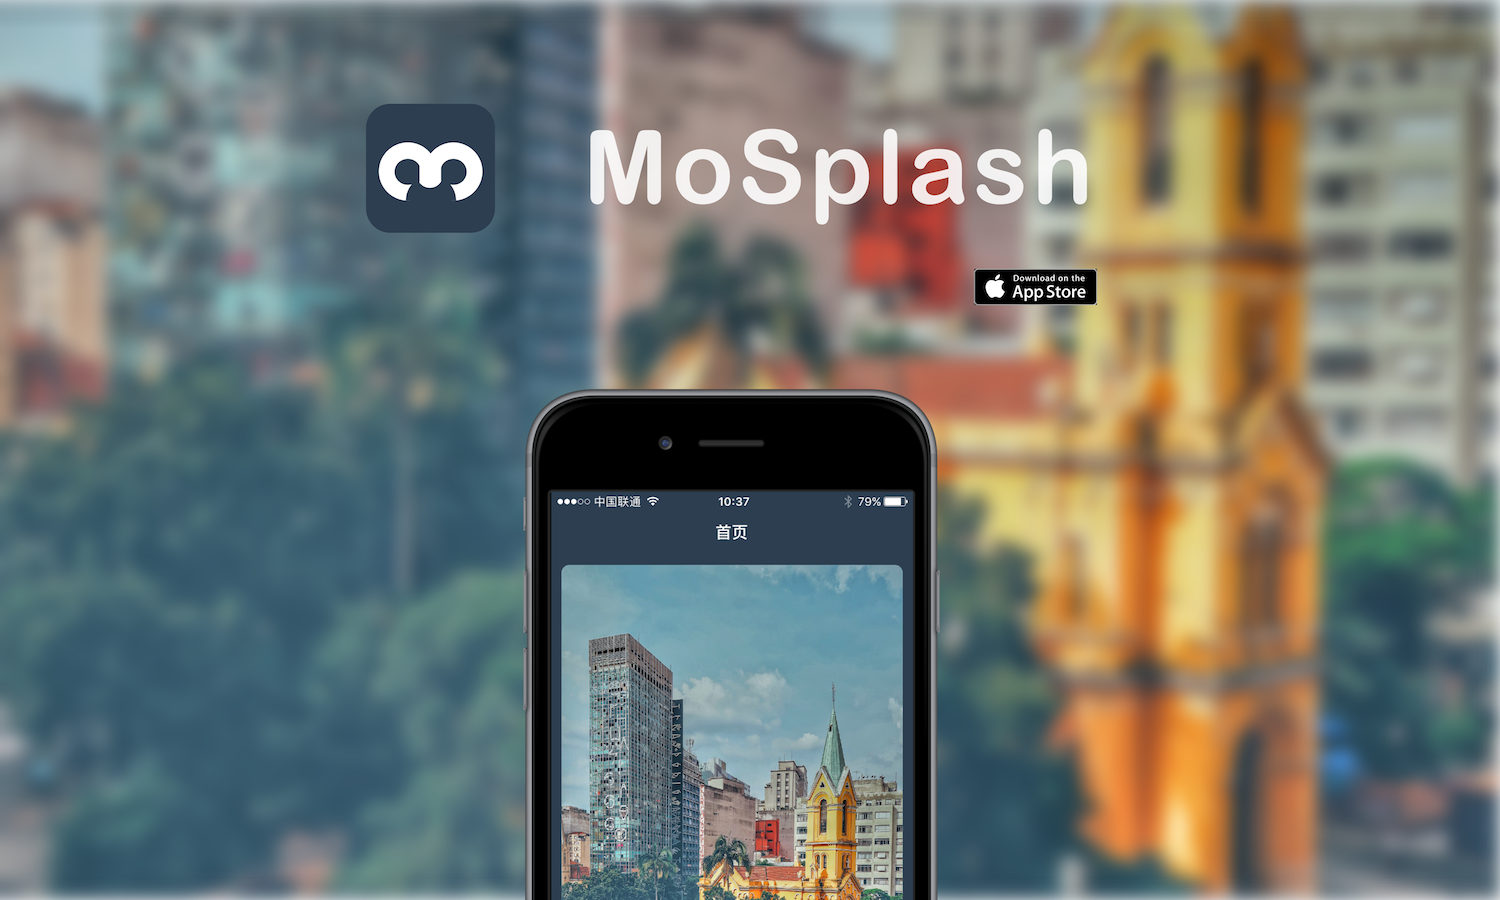 MoSplash
Download on the
App Store
中国联通
10:37
79%
首页